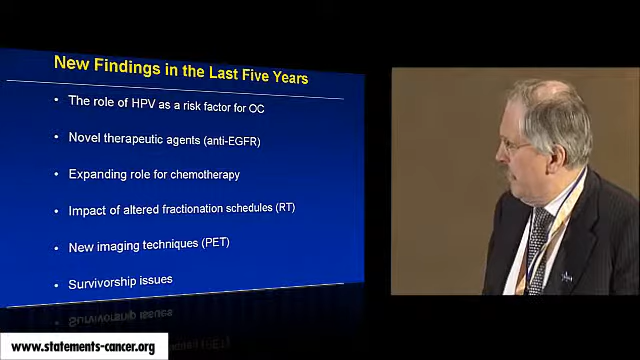 New Findings in the Last Five Years
• The role of HPV as a risk factor for OC
• Novel therapeutic agents (anti-EGFR)
• Expanding role for chemotherapy
• Impact of altered fractionation schedules (RT)
• New imaging techniques (PET)
• Survivorship issues
www.statements-cancer.org